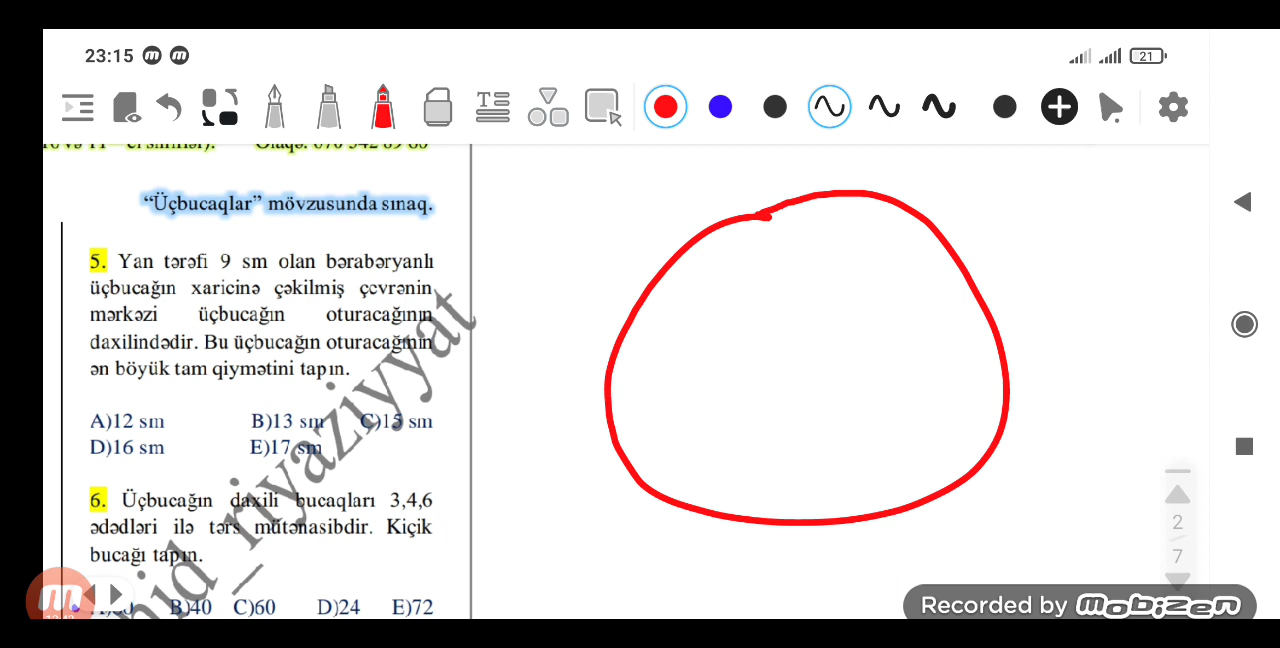 23:15
21
T
“Üçbucaqlar” mövzusunda sınaq.
5. Yan tərəfi 9 sm olan bərabəryanlı
üçbucağın xaricinə çəkilmiş çevrənin
mərkəzi üçbucağın oturacağının
daxilindədir. Bu üçbucağın oturacağının
ən böyük tam qiymətini tapın.
A)12 sm B)13 sm C)15 sm
D)16 sm E)17 sm
6. Üçbucağın daxili bucaqları 3,4,6
ədədləri ilə tərs mütənasibdir. Kiçik
bucağı tapın.
B)40 C)60 D)24 E)72
riyaziyyat
2
7
Recorded by mobizen